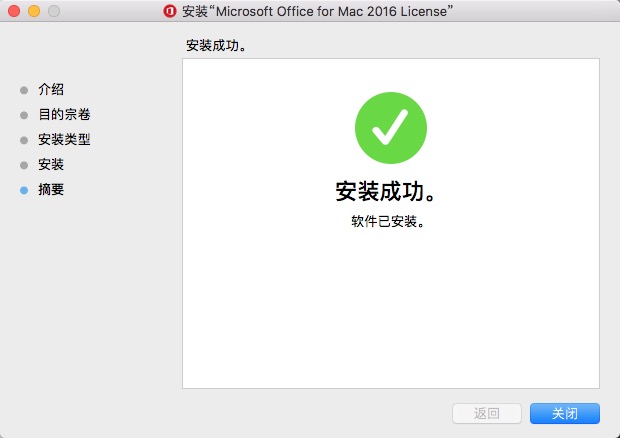 安装“Microsoft Office for Mac 2016 License”
安装成功。
介绍
目的宗卷
安装类型
安装
摘要
安装成功。
软件已安装。
返回
关闭